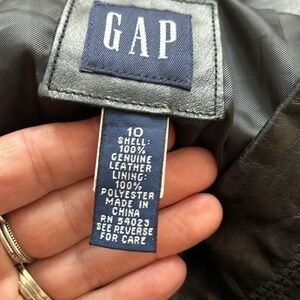 GAP
10
SHELL:
100%
GENUINE
LEATHER
LINING:
100%
POLYESTER
MADE IN
CHINA
RN 54023
SEE REVERSE
FOR CARE